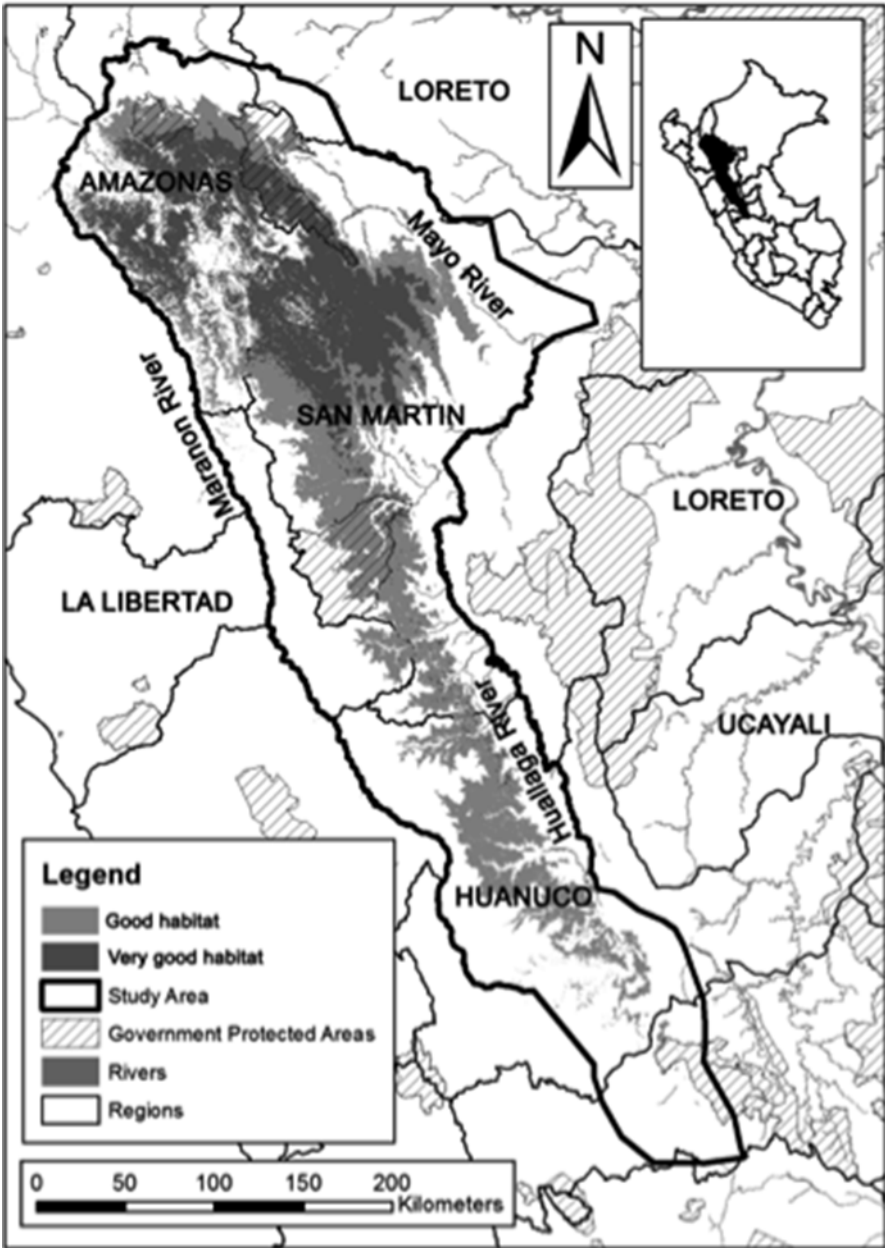 N
LORETO
AMAZONAS
Mayo River
Maranon River
SAN MARTIN
LORETO
LA LIBERTAD
Huallaga River
UCAYALI
HUANUCO
Legend
Good habitat
Very good habitat
Study Area
Government Protected Areas
Rivers
Regions
0 50 100 150 200
Kilometers